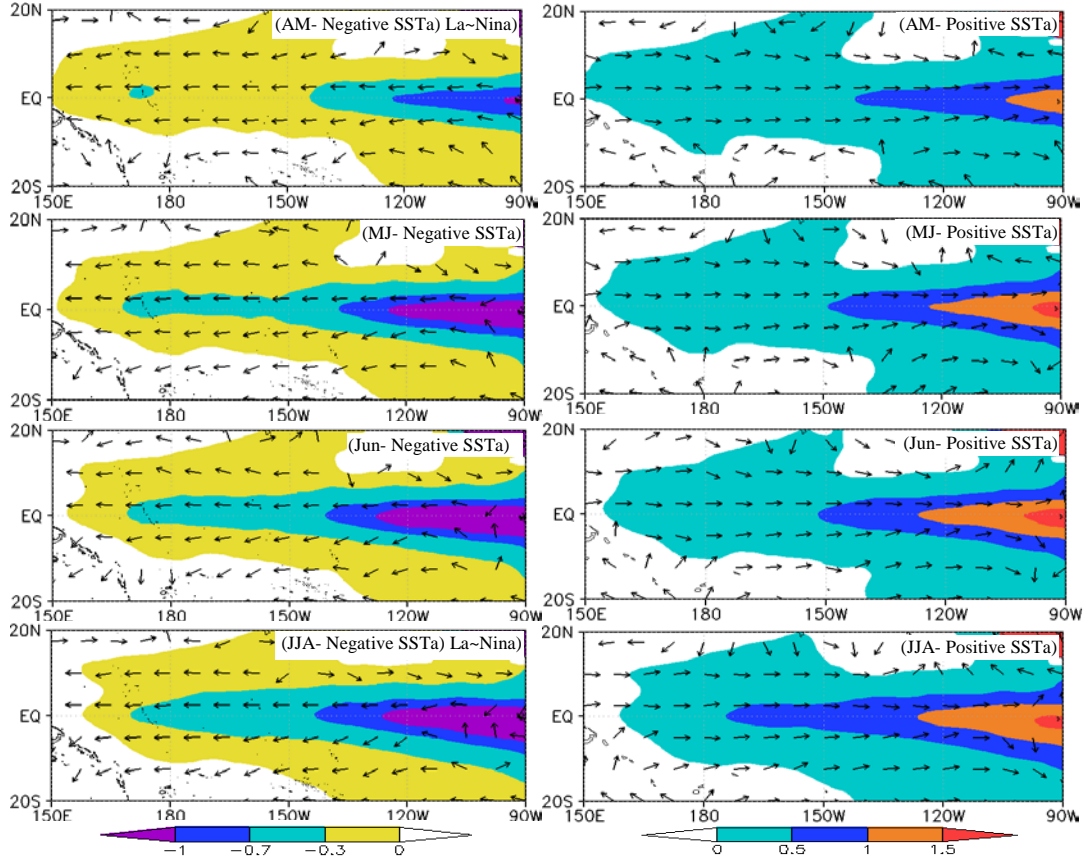 20N (AM- Negative SSTa) La~Nina)
EQ
20S
150E 180 150W 120W 90W
(AM- Positive SSTa)
EQ
20S
150E 180 150W 120W 90W
20N (MJ- Negative SSTa)
EQ
20S
150E 180 150W 120W 90W
20N (MJ- Positive SSTa)
EQ
20S
150E 180 150W 120W 90W
20N (Jun- Negative SSTa)
EQ
20S
150E 180 150W 120W 90W
20N (Jun- Positive SSTa)
EQ
20S
150E 180 150W 120W 90W
20N (JJA- Negative SSTa) La~Nina)
EQ
20S
150E 180 150W 120W 90W
20N (JJA- Positive SSTa)
EQ
20S
150E 180 150W 120W 90W
-1 -0.7 -0.3 0
0 0.5 1 1.5